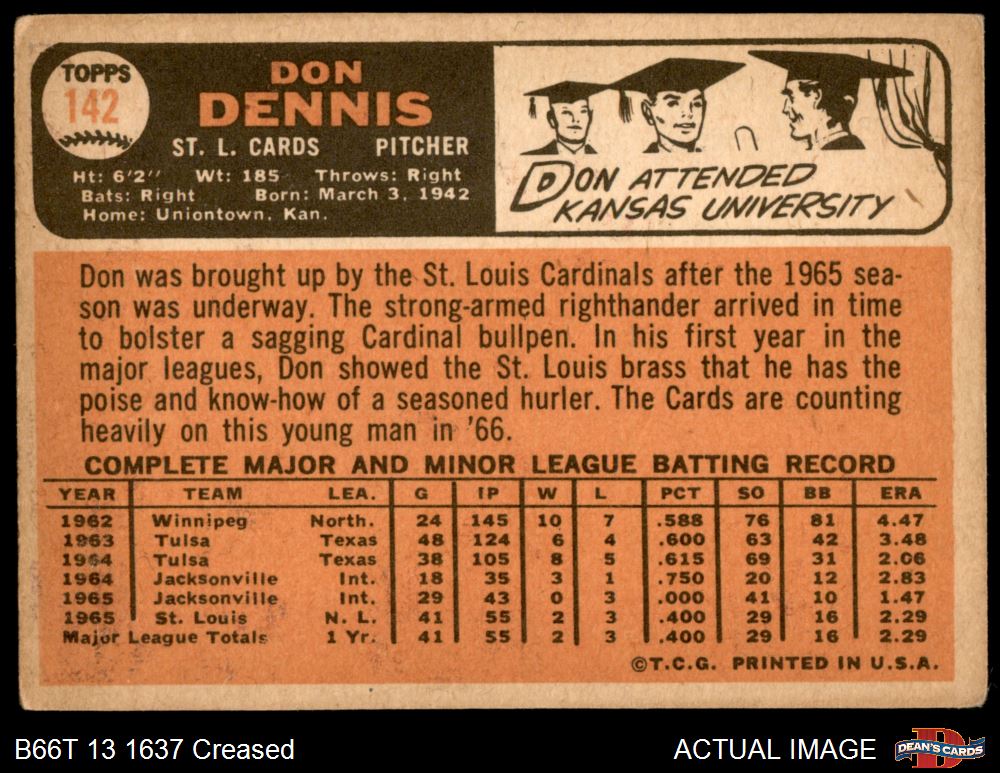 TOPPS
142
DON
DENNIS
ST. L. CARDS PITCHER
Ht: 6'2" Wt: 185 Throws: Right
Bats: Right Born: March 3, 1942
Home: Uniontown, Kan.
DON ATTENDED
KANSAS UNIVERSITY
Don was brought up by the St. Louis Cardinals after the 1965 sea-
son was underway. The strong-armed righthander arrived in time
to bolster a sagging Cardinal bullpen. In his first year in the
major leagues, Don showed the St. Louis brass that he has the
poise and know-how of a seasoned hurler. The Cards are counting
heavily on this young man in '66.
COMPLETE MAJOR AND MINOR LEAGUE BATTING RECORD
YEAR TEAM LEA. G IP W L PCT SO BB ERA
1962 Winnipeg North. 24 145 10 7 .588 76 81 4.47
1963 Tulsa Texas 48 124 6 4 .600 63 42 3.48
1964 Tulsa Texas 38 105 8 5 .615 69 31 2.06
1964 Jacksonville Int. 18 35 3 1 .750 20 12 2.83
1965 Jacksonville Int. 29 43 0 3 .000 41 10 1.47
1965 St. Louis N. L. 41 55 2 3 .400 29 16 2.29
Major League Totals 1 Yr. 41 55 2 3 .400 29 16 2.29
©T.C.G. PRINTED IN U.S.A.
B66T 13 1637 Creased
ACTUAL IMAGE
DEAN'S CARDS